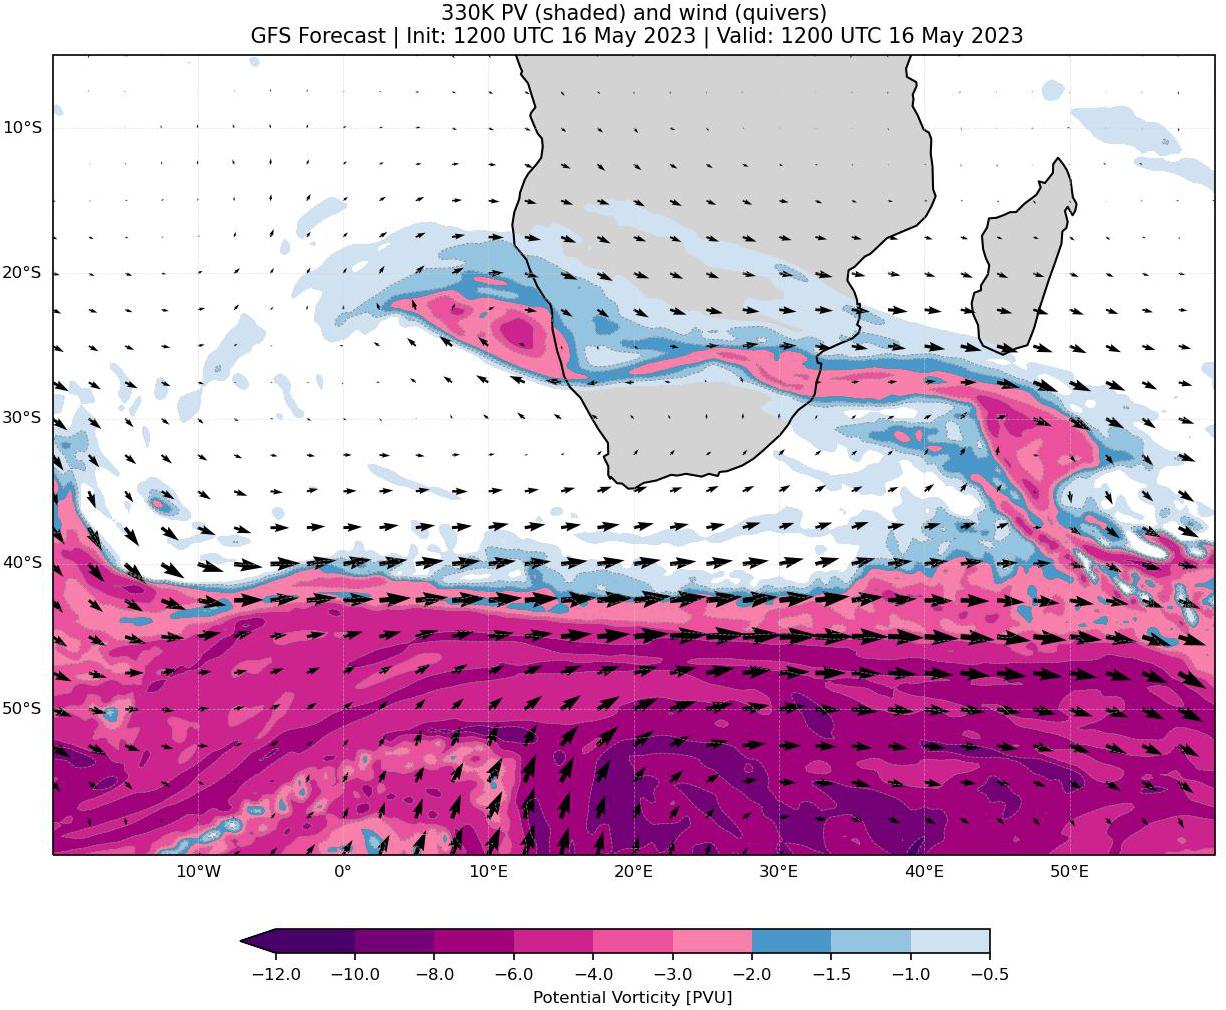 330K PV (shaded) and wind (quivers)
GFS Forecast | Init: 1200 UTC 16 May 2023 | Valid: 1200 UTC 16 May 2023
10°S
20°S
30°S
40°S
50°S
10°W 0° 10°E 20°E 30°E 40°E 50°E
−12.0 −10.0 −8.0 −6.0 −4.0 −3.0 −2.0 −1.5 −1.0 −0.5
Potential Vorticity [PVU]